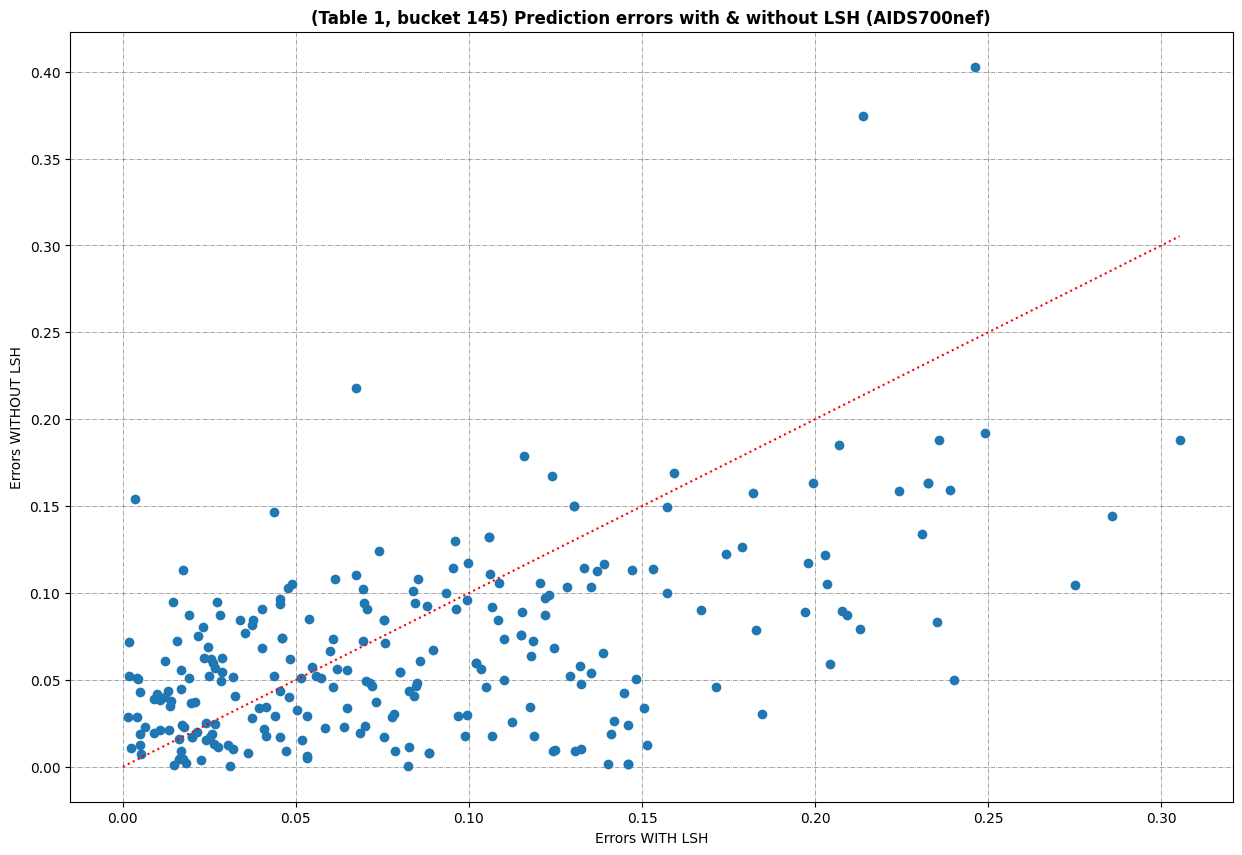 (Table 1, bucket 145) Prediction errors with & without LSH (AIDS700nef)
Errors WITHOUT LSH
0.40
0.35
0.30
0.25
0.20
0.15
0.10
0.05
0.00
0.00 0.05 0.10 0.15 0.20 0.25 0.30
Errors WITH LSH